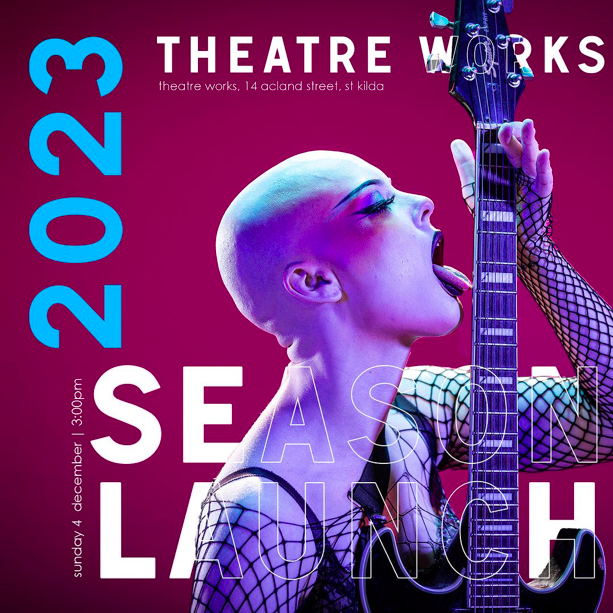 THEATRE WORKS
theatre works, 14 acland street, st kilda
2023
SEASON
LAUNCH
sunday 4 december | 3:00pm